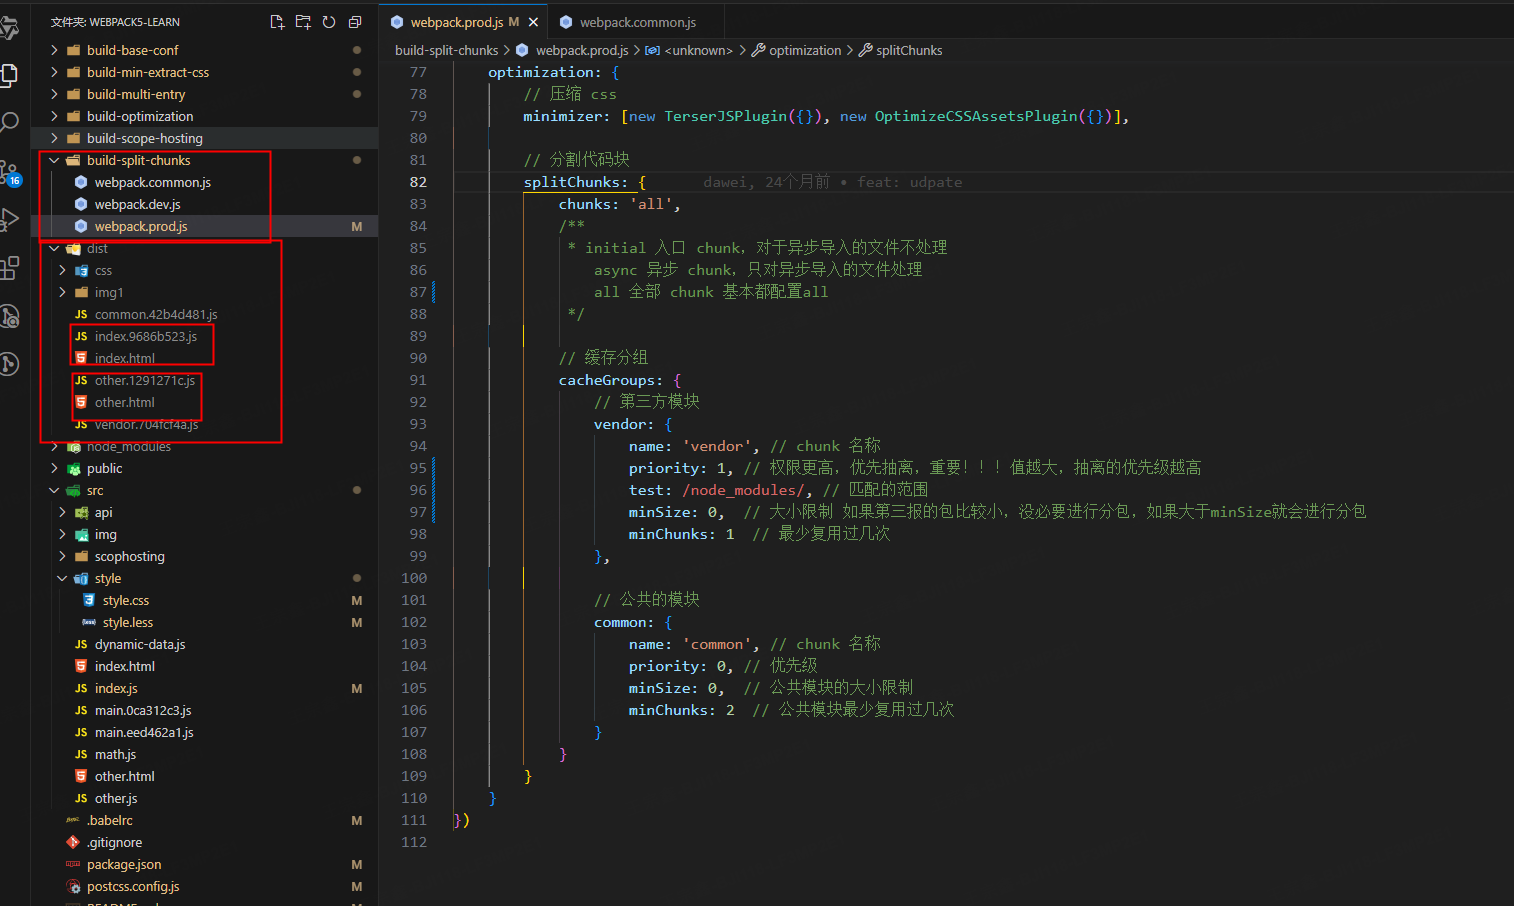 文件夹: WEBPACK5-LEARN
build-base-conf
build-min-extract-css
build-multi-entry
build-optimization
build-scope-hosting
build-split-chunks
webpack.common.js
webpack.dev.js
webpack.prod.js M
dist
css
img1
JS common.42b4d481.js
JS index.9686b523.js
index.html
JS other.1291271c.js
other.html
JS vendor.704fcf4a.js
node_modules
public
src
api
img
scophosting
style
style.css M
style.less M
JS dynamic-data.js
index.html
JS index.js M
JS main.0ca312c3.js
JS main.eed462a1.js
JS math.js
other.html
JS other.js
.babelrc M
.gitignore
package.json M
postcss.config.js M
16
webpack.prod.js M
webpack.common.js
build-split-chunks > webpack.prod.js > <unknown> > optimization > splitChunks
77 optimization: {
78 // 压缩 css
79 minimizer: [new TerserJSPlugin({}), new OptimizeCSSAssetsPlugin({})],
80
81 // 分割代码块
82 splitChunks: { dawei, 24个月前 • feat: udpate
83 chunks: 'all',
84 /**
85 * initial 入口 chunk，对于异步导入的文件不处理
86 async 异步 chunk，只对异步导入的文件处理
87 all 全部 chunk 基本都配置all
88 */
89
90 // 缓存分组
91 cacheGroups: {
92 // 第三方模块
93 vendor: {
94 name: 'vendor', // chunk 名称
95 priority: 1, // 权限更高，优先抽离，重要！！！值越大，抽离的优先级越高
96 test: /node_modules/, // 匹配的范围
97 minSize: 0, // 大小限制 如果第三报的包比较小，没必要进行分包，如果大于minSize就会进行分包
98 minChunks: 1 // 最少复用过几次
99 },
100
101 // 公共的模块
102 common: {
103 name: 'common', // chunk 名称
104 priority: 0, // 优先级
105 minSize: 0, // 公共模块的大小限制
106 minChunks: 2 // 公共模块最少复用过几次
107 }
108 }
109 }
110 }
111 })
112